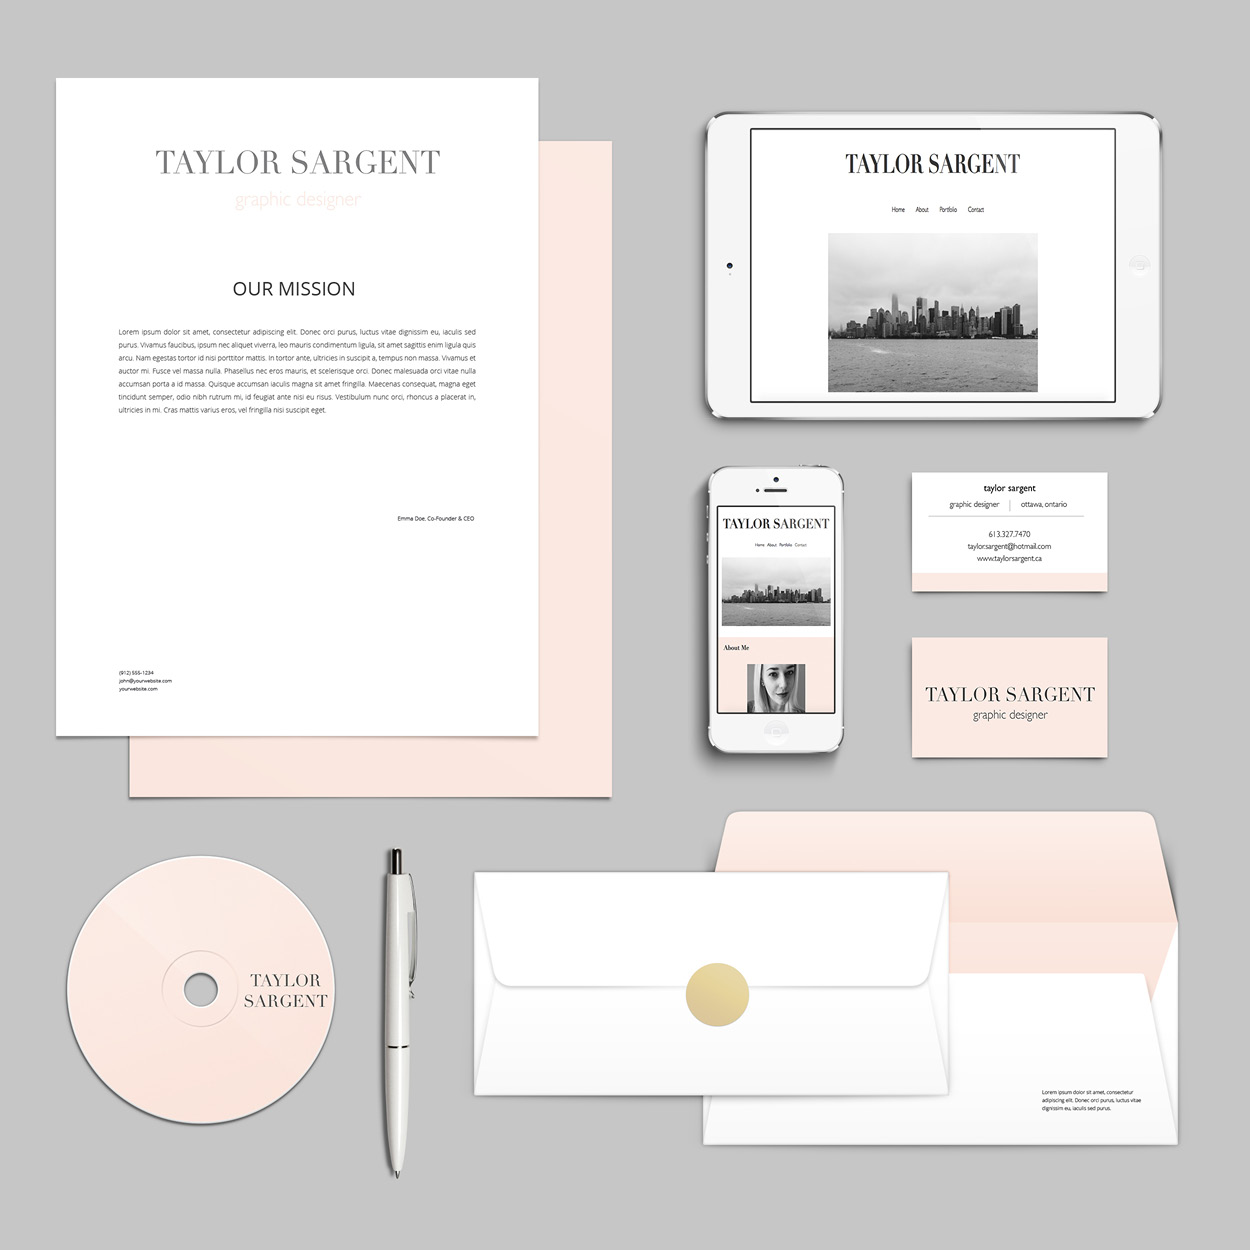 TAYLOR SARGENT
graphic designer
OUR MISSION
Lorem ipsum dolor sit amet, consectetur adipiscing elit. Donec orci purus, luctus vitae dignissim eu, iaculis sed
purus. Vivamus faucibus, ipsum nec aliquet viverra, leo mauris condimentum ligula, sit amet sagittis enim ligula quis
arcu. Nam egestas tortor id nisi porttitor mattis. In tortor ante, ultricies in suscipit a, tempus non massa. Vivamus et
auctor mi. Fusce vel massa nulla. Phasellus nec eros mauris, et scelerisque orci. Donec malesuada orci vitae nulla
accumsan porta a id massa. Quisque accumsan iaculis magna sit amet fringilla. Maecenas consequat, magna eget
tincidunt semper, odio nibh rutrum mi, id feugiat ante nisi eu risus. Vestibulum nunc orci, rhoncus a placerat in,
ultricies in mi. Cras mattis varius eros, vel fringilla nisi suscipit eget.
Emma Doe, Co-Founder & CEO
(912) 555-1234
john@yourwebsite.com
yourwebsite.com
TAYLOR SARGENT
Home About Portfolio Contact
TAYLOR SARGENT
Home About Portfolio Contact
About Me
taylor sargent
graphic designer | ottawa, ontario
613.327.7470
taylorsargent@hotmail.com
www.taylorsargent.ca
TAYLOR SARGENT
graphic designer
TAYLOR
SARGENT
Lorem ipsum dolor sit amet, consectetur
adipiscing elit. Donec orci purus, luctus vitae
dignissim eu, iaculis sed purus.